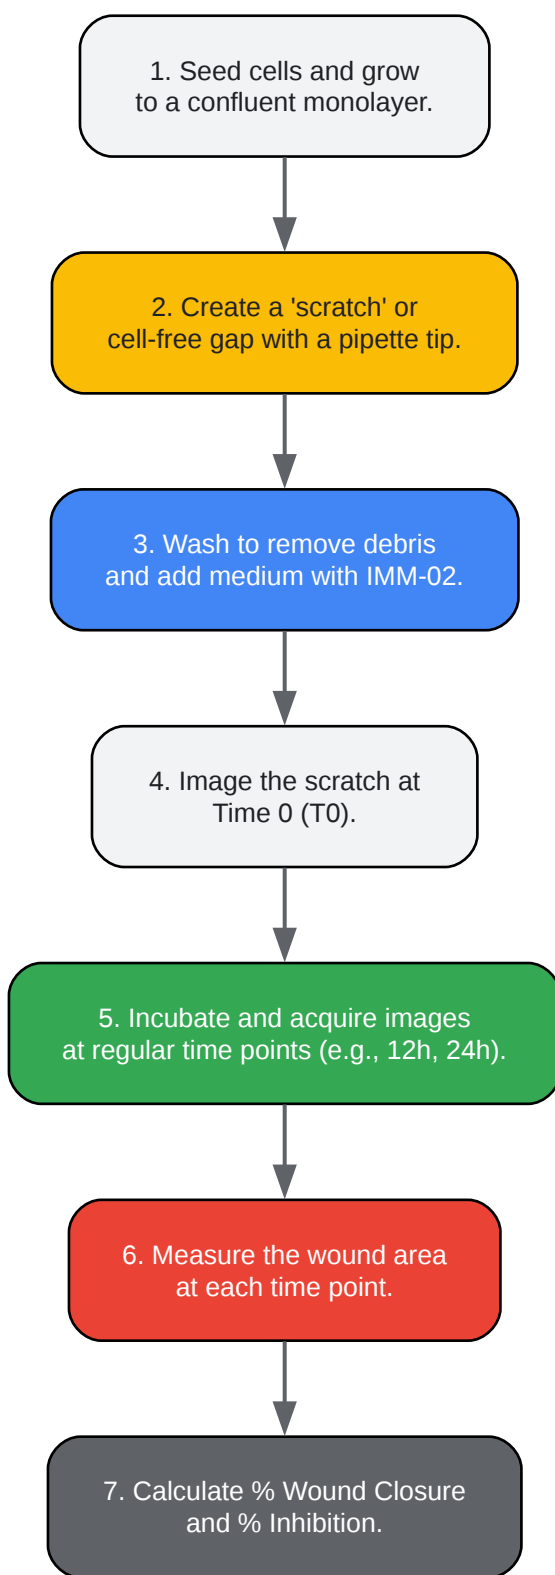 1. Seed cells and grow
to a confluent monolayer.
2. Create a 'scratch' or
cell-free gap with a pipette tip.
3. Wash to remove debris
and add medium with IMM-02.
4. Image the scratch at
Time 0 (T0).
5. Incubate and acquire images
at regular time points (e.g., 12h, 24h).
6. Measure the wound area
at each time point.
7. Calculate % Wound Closure
and % Inhibition.